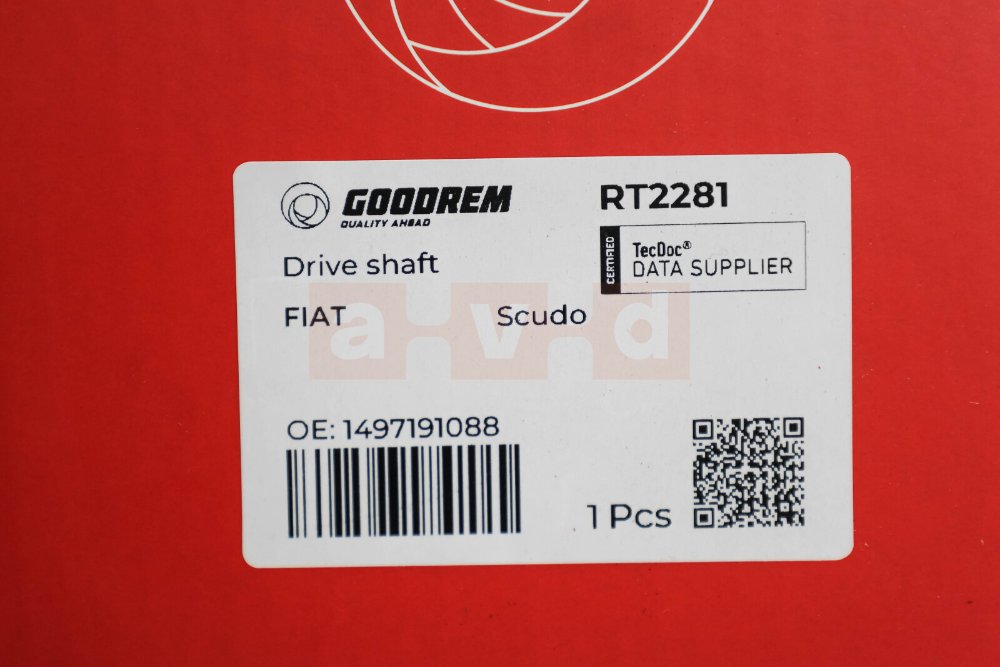 GOODREM
QUALITY AHEAD
RT2281
CERTIFIED
TecDoc®
DATA SUPPLIER
Drive shaft
FIAT Scudo
a·v·d
OE: 1497191088
1 Pcs